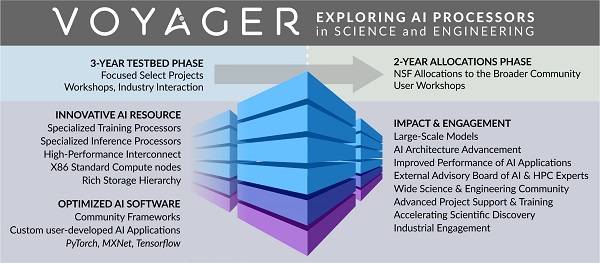 VOYAGER
EXPLORING AI PROCESSORS
in SCIENCE and ENGINEERING
3-YEAR TESTBED PHASE
Focused Select Projects
Workshops, Industry Interaction
2-YEAR ALLOCATIONS PHASE
NSF Allocations to the Broader Community
User Workshops
INNOVATIVE AI RESOURCE
Specialized Training Processors
Specialized Inference Processors
High-Performance Interconnect
X86 Standard Compute nodes
Rich Storage Hierarchy
OPTIMIZED AI SOFTWARE
Community Frameworks
Custom user-developed AI Applications
PyTorch, MXNet, Tensorflow
IMPACT & ENGAGEMENT
Large-Scale Models
AI Architecture Advancement
Improved Performance of AI Applications
External Advisory Board of AI & HPC Experts
Wide Science & Engineering Community
Advanced Project Support & Training
Accelerating Scientific Discovery
Industrial Engagement